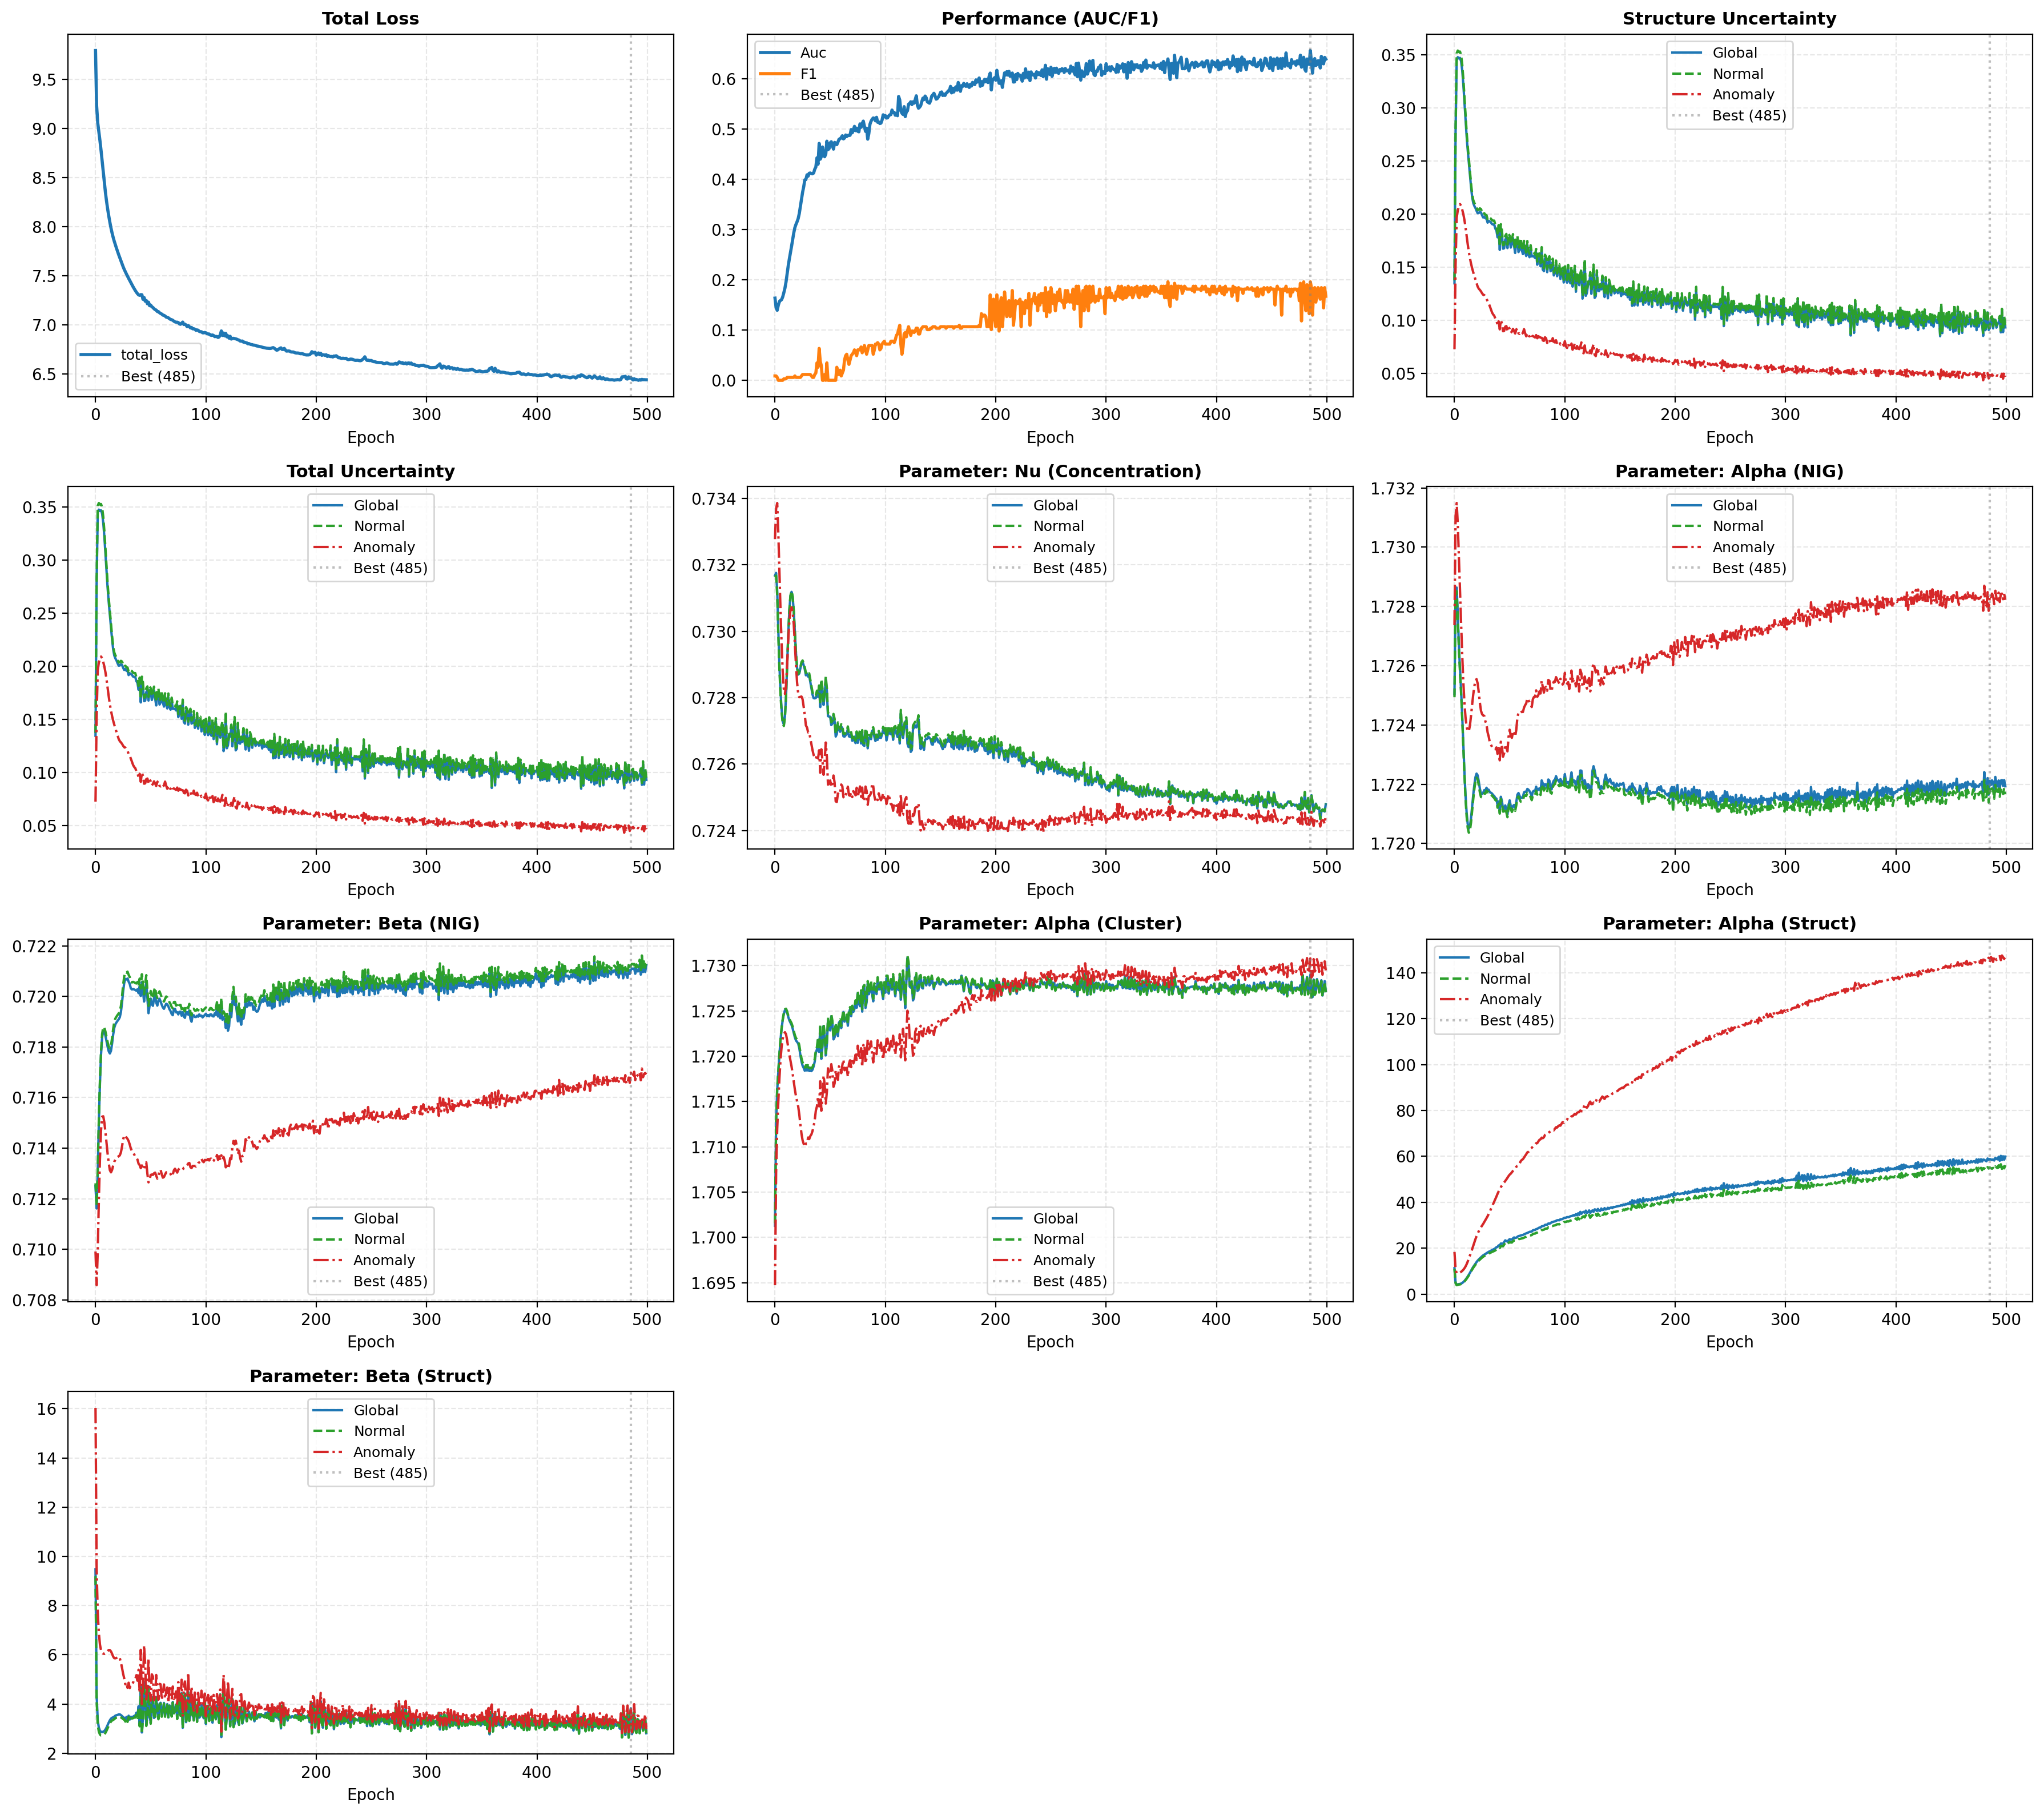 Total Loss
9.5
9.0
8.5
8.0
7.5
7.0
6.5
total_loss
Best (485)
0 100 200 300 400 500
Epoch
Performance (AUC/F1)
0.6
0.5
0.4
0.3
0.2
0.1
0.0
Auc
F1
Best (485)
0 100 200 300 400 500
Epoch
Structure Uncertainty
0.35
0.30
0.25
0.20
0.15
0.10
0.05
Global
Normal
Anomaly
Best (485)
0 100 200 300 400 500
Epoch
Total Uncertainty
0.35
0.30
0.25
0.20
0.15
0.10
0.05
Global
Normal
Anomaly
Best (485)
0 100 200 300 400 500
Epoch
Parameter: Nu (Concentration)
0.734
0.732
0.730
0.728
0.726
0.724
Global
Normal
Anomaly
Best (485)
0 100 200 300 400 500
Epoch
Parameter: Alpha (NIG)
1.732
1.730
1.728
1.726
1.724
1.722
1.720
Global
Normal
Anomaly
Best (485)
0 100 200 300 400 500
Epoch
Parameter: Beta (NIG)
0.722
0.720
0.718
0.716
0.714
0.712
0.710
0.708
Global
Normal
Anomaly
Best (485)
0 100 200 300 400 500
Epoch
Parameter: Alpha (Cluster)
1.730
1.725
1.720
1.715
1.710
1.705
1.700
1.695
Global
Normal
Anomaly
Best (485)
0 100 200 300 400 500
Epoch
Parameter: Alpha (Struct)
140
120
100
80
60
40
20
0
Global
Normal
Anomaly
Best (485)
0 100 200 300 400 500
Epoch
Parameter: Beta (Struct)
16
14
12
10
8
6
4
2
Global
Normal
Anomaly
Best (485)
0 100 200 300 400 500
Epoch